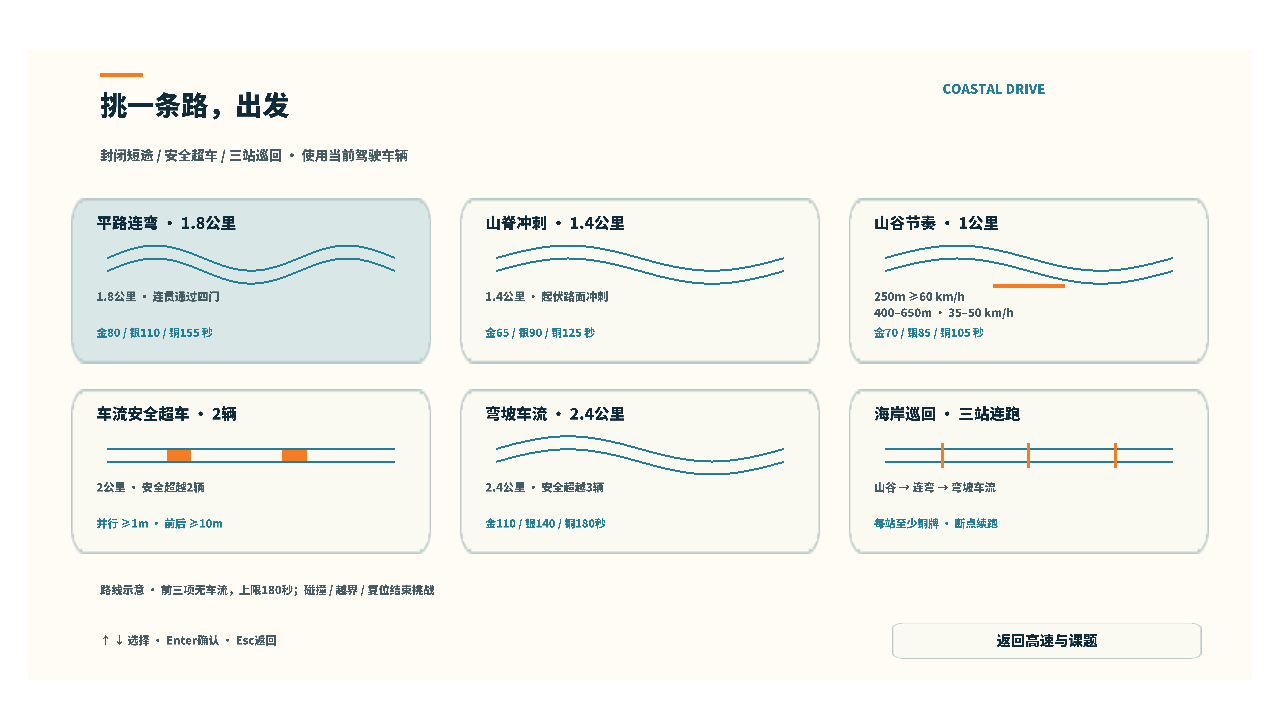 挑一条路，出发
COASTAL DRIVE
封闭短途 / 安全超车 / 三站巡回 · 使用当前驾驶车辆
平路连弯 · 1.8公里
1.8公里 · 连贯通过四门
金80 / 银110 / 铜155 秒
山脊冲刺 · 1.4公里
1.4公里 · 起伏路面冲刺
金65 / 银90 / 铜125 秒
山谷节奏 · 1公里
250m ≥60 km/h
400–650m · 35–50 km/h
金70 / 银85 / 铜105 秒
车流安全超车 · 2辆
2公里 · 安全超越2辆
并行 ≥1m · 前后 ≥10m
弯坡车流 · 2.4公里
2.4公里 · 安全超越3辆
金110 / 银140 / 铜180秒
海岸巡回 · 三站连跑
山谷 → 连弯 → 弯坡车流
每站至少铜牌 · 断点续跑
路线示意 · 前三项无车流，上限180秒；碰撞 / 越界 / 复位结束挑战
↑ ↓ 选择 · Enter确认 · Esc返回
返回高速与课题